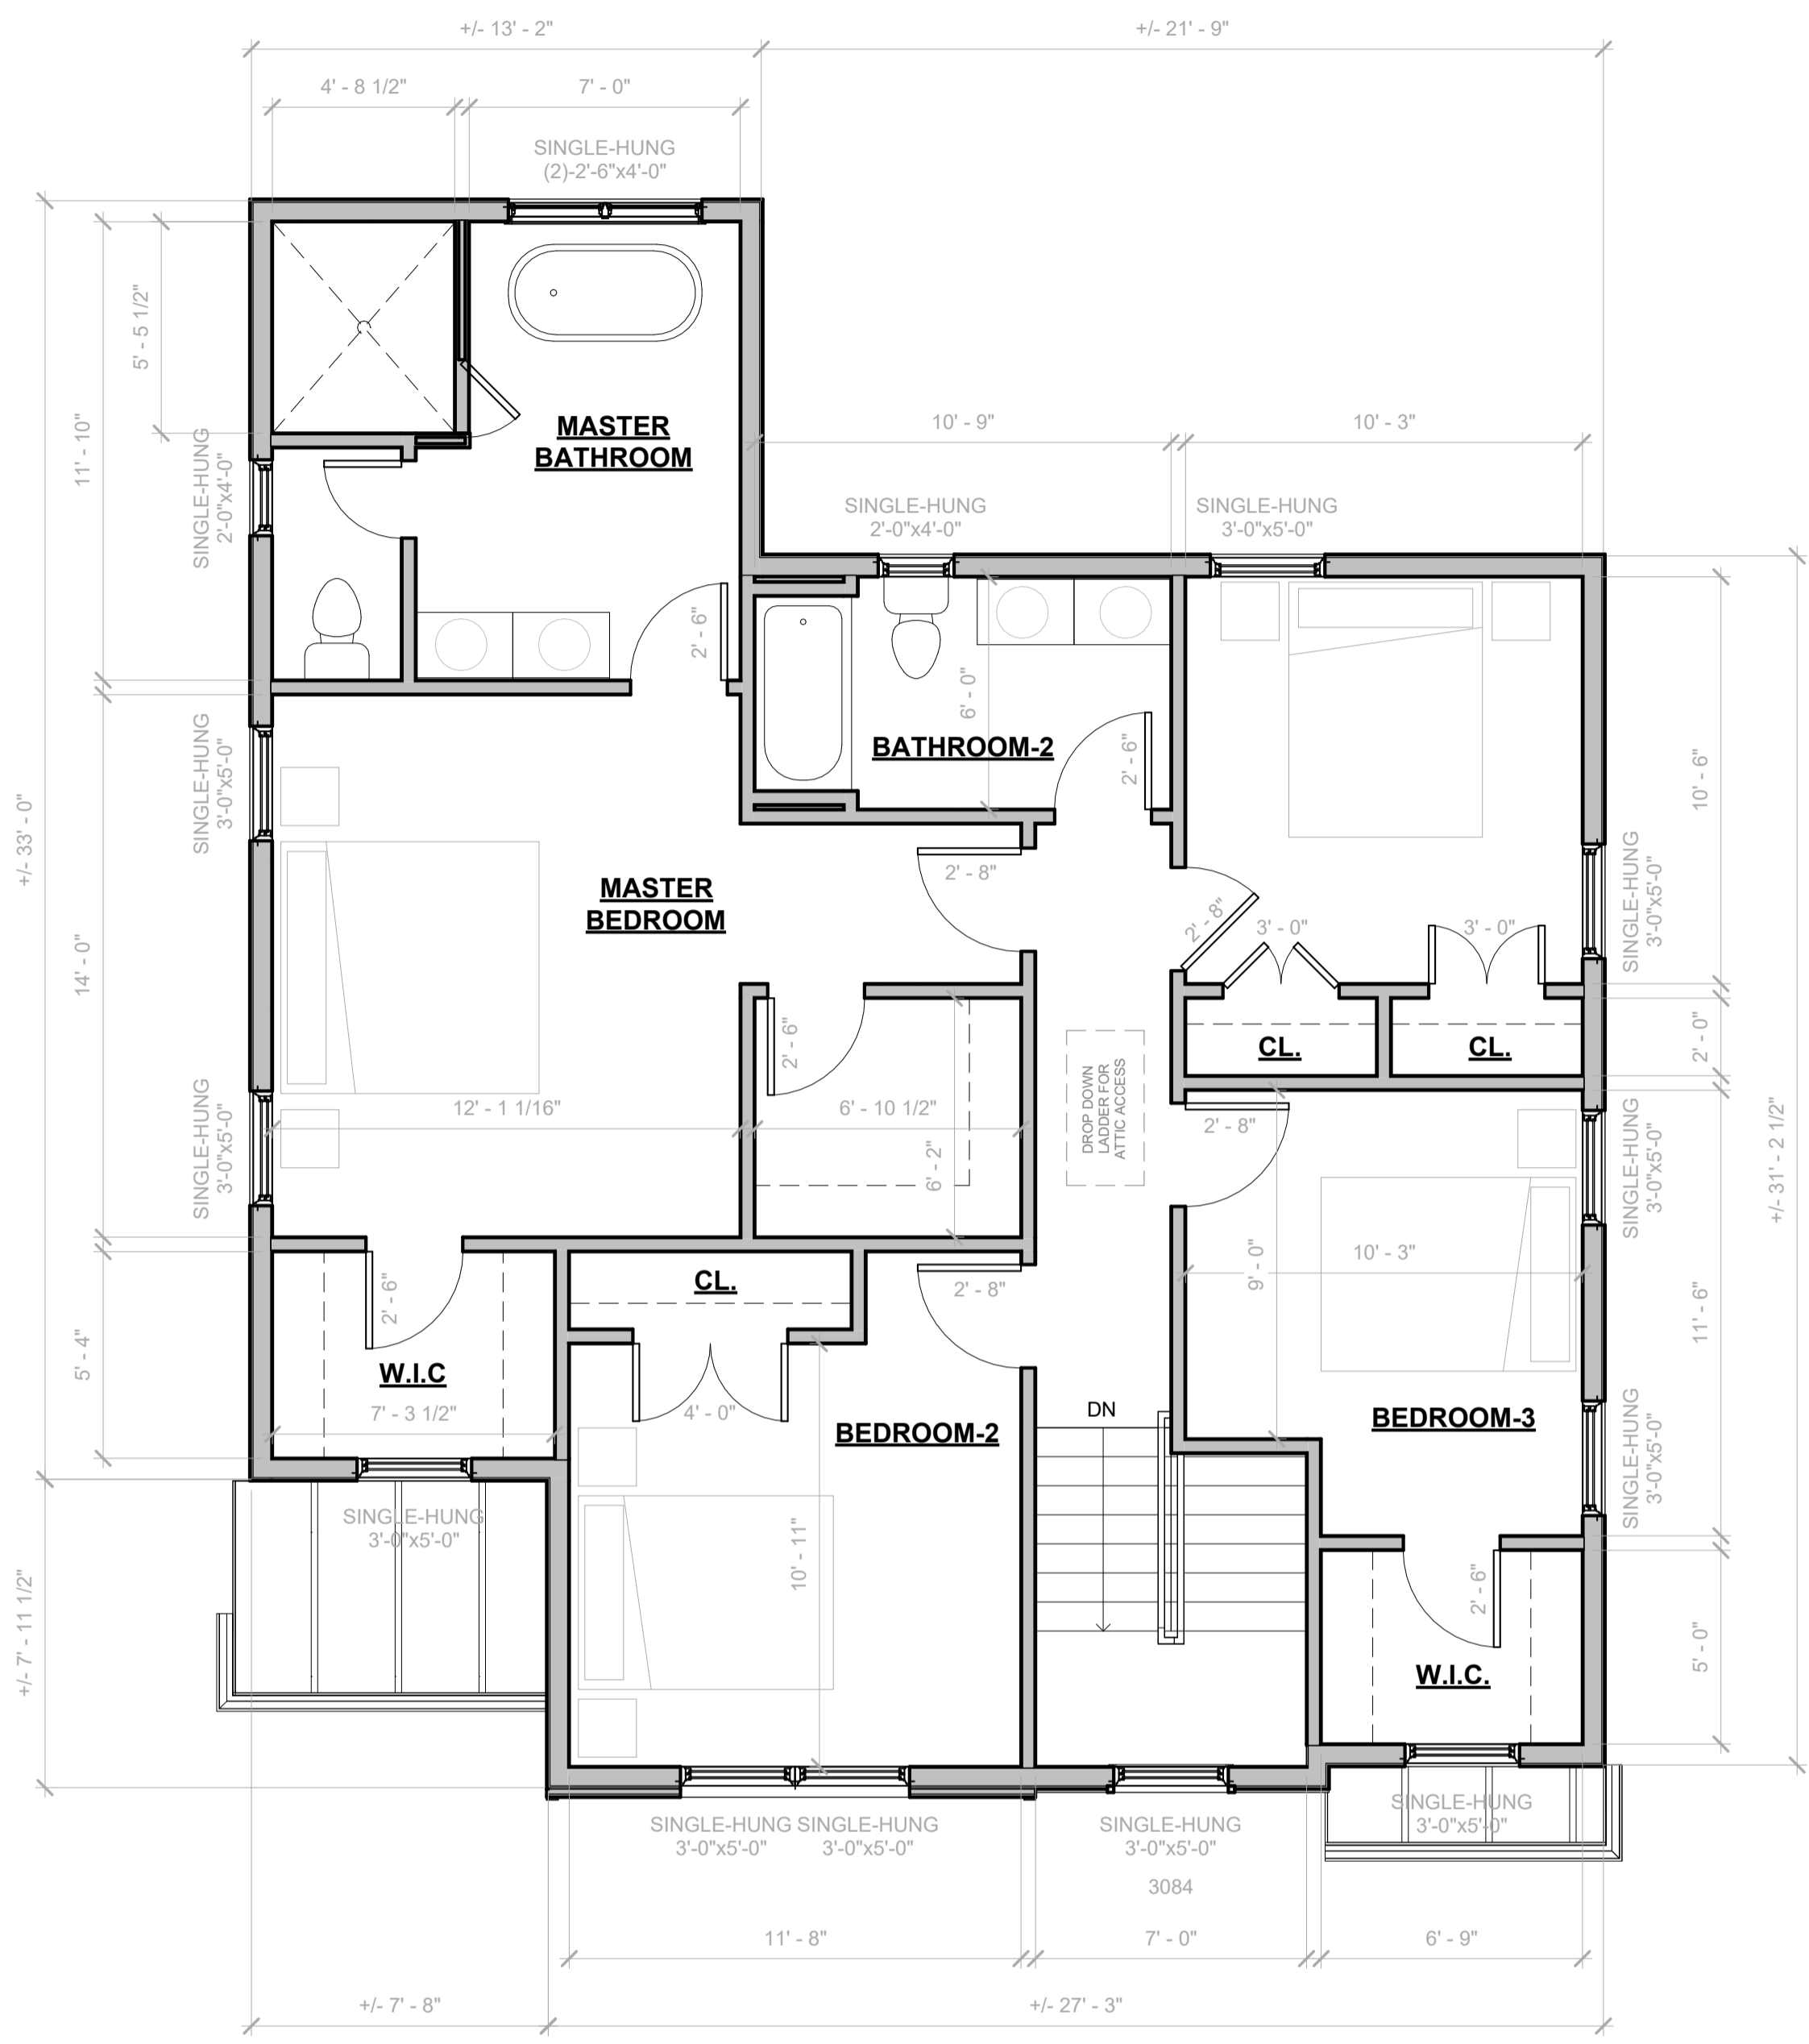 +/- 13' - 2"
+/- 21' - 9"
4' - 8 1/2"
7' - 0"
SINGLE-HUNG
(2)-2'-6"x4'-0"
5' - 5 1/2"
11' - 10"
SINGLE-HUNG
2'-0"x4'-0"
MASTER
BATHROOM
10' - 9"
10' - 3"
SINGLE-HUNG
2'-0"x4'-0"
SINGLE-HUNG
3'-0"x5'-0"
2' - 6"
6' - 0"
BATHROOM-2
2' - 6"
10' - 6"
+/- 33' - 0"
SINGLE-HUNG
3'-0"x5'-0"
MASTER
BEDROOM
2' - 8"
2' - 8"
3' - 0"
3' - 0"
SINGLE-HUNG
3'-0"x5'-0"
14' - 0"
2' - 6"
CL.
CL.
2' - 0"
12' - 1 1/16"
6' - 10 1/2"
6' - 2"
DROP DOWN
LADDER FOR
ATTIC ACCESS
2' - 8"
SINGLE-HUNG
3'-0"x5'-0"
SINGLE-HUNG
3'-0"x5'-0"
+/- 31' - 2 1/2"
9' - 0"
10' - 3"
11' - 6"
2' - 6"
CL.
2' - 8"
5' - 4"
W.I.C
7' - 3 1/2"
4' - 0"
BEDROOM-2
DN
BEDROOM-3
SINGLE-HUNG
3'-0"x5'-0"
SINGLE-HUNG
3'-0"x5'-0"
10' - 11"
+/- 7' - 11 1/2"
2' - 6"
5' - 0"
W.I.C.
SINGLE-HUNG SINGLE-HUNG
3'-0"x5'-0" 3'-0"x5'-0"
SINGLE-HUNG
3'-0"x5'-0"
3084
SINGLE-HUNG
3'-0"x5'-0"
11' - 8"
7' - 0"
6' - 9"
+/- 7' - 8"
+/- 27' - 3"